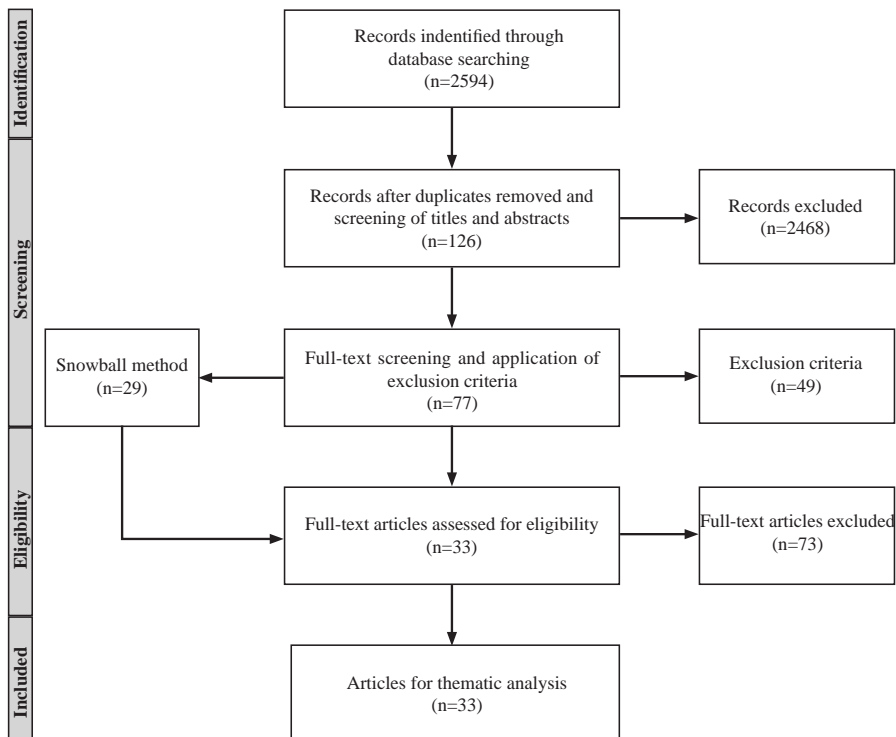 Identification
Records indentified through
database searching
(n=2594)
Screening
Records after duplicates removed and
screening of titles and abstracts
(n=126)
Records excluded
(n=2468)
Snowball method
(n=29)
Full-text screening and application of
exclusion criteria
(n=77)
Exclusion criteria
(n=49)
Eligibility
Full-text articles assessed for eligibility
(n=33)
Full-text articles excluded
(n=73)
Included
Articles for thematic analysis
(n=33)